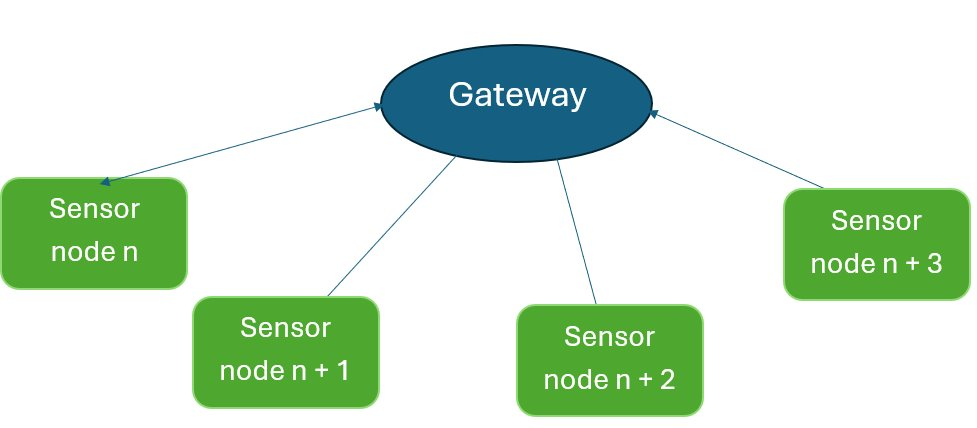 Gateway
Sensor
node n
Sensor
node n + 1
Sensor
node n + 2
Sensor
node n + 3